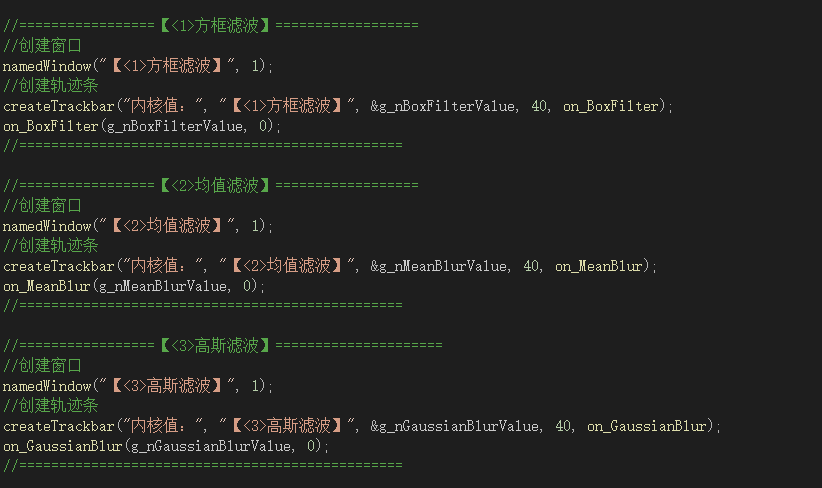 //=================【<1>方框滤波】==================
//创建窗口
namedWindow("【<1>方框滤波】", 1);
//创建轨迹条
createTrackbar("内核值：", "【<1>方框滤波】", &g_nBoxFilterValue, 40, on_BoxFilter);
on_BoxFilter(g_nBoxFilterValue, 0);
//================================================

//=================【<2>均值滤波】==================
//创建窗口
namedWindow("【<2>均值滤波】", 1);
//创建轨迹条
createTrackbar("内核值：", "【<2>均值滤波】", &g_nMeanBlurValue, 40, on_MeanBlur);
on_MeanBlur(g_nMeanBlurValue, 0);
//================================================

//=================【<3>高斯滤波】=====================
//创建窗口
namedWindow("【<3>高斯滤波】", 1);
//创建轨迹条
createTrackbar("内核值：", "【<3>高斯滤波】", &g_nGaussianBlurValue, 40, on_GaussianBlur);
on_GaussianBlur(g_nGaussianBlurValue, 0);
//================================================